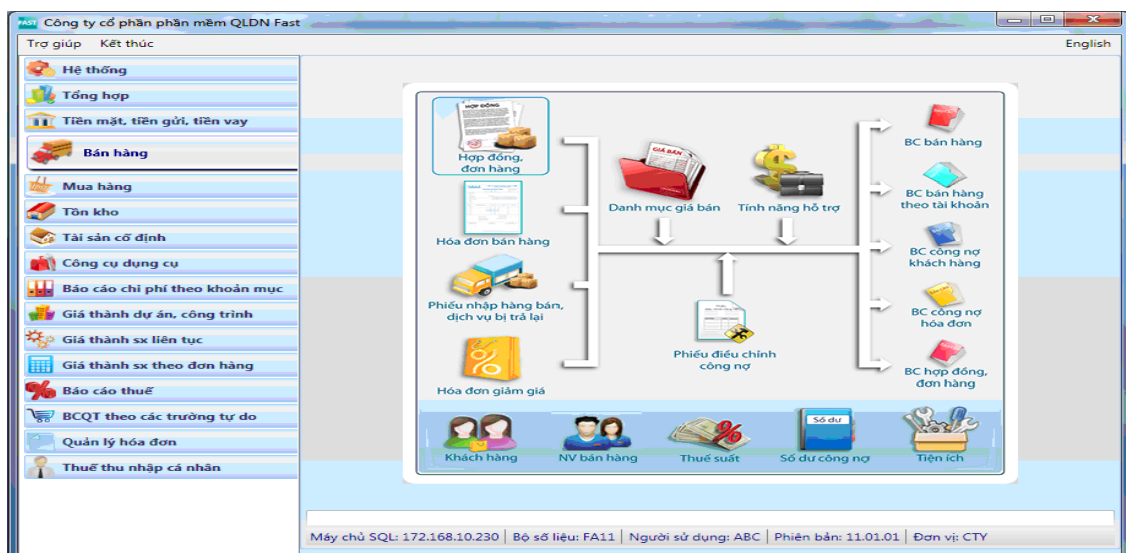 FAST Công ty cổ phần phần mềm QLDN Fast
Trợ giúp Kết thúc English
Hệ thống
Tổng hợp
Tiền mặt, tiền gửi, tiền vay
Bán hàng
Mua hàng
Tồn kho
Tài sản cố định
Công cụ dụng cụ
Báo cáo chi phí theo khoản mục
Giá thành dự án, công trình
Giá thành sx liên tục
Giá thành sx theo đơn hàng
Báo cáo thuế
BCQT theo các trường tự do
Quản lý hóa đơn
Thuế thu nhập cá nhân
HỢP ĐỒNG
Hợp đồng,
đơn hàng
Hóa đơn bán hàng
Phiếu nhập hàng bán,
dịch vụ bị trả lại
Hóa đơn giảm giá
GIÁ BÁN
Danh mục giá bán
Tính năng hỗ trợ
Phiếu điều chỉnh
công nợ
BC bán hàng
BC bán hàng
theo tài khoản
BC công nợ
khách hàng
BC công nợ
hóa đơn
BC hợp đồng,
đơn hàng
Khách hàng
NV bán hàng
Thuế suất
Số dư
Số dư công nợ
Tiện ích
Máy chủ SQL: 172.168.10.230 | Bộ số liệu: FA11 | Người sử dụng: ABC | Phiên bản: 11.01.01 | Đơn vị: CTY